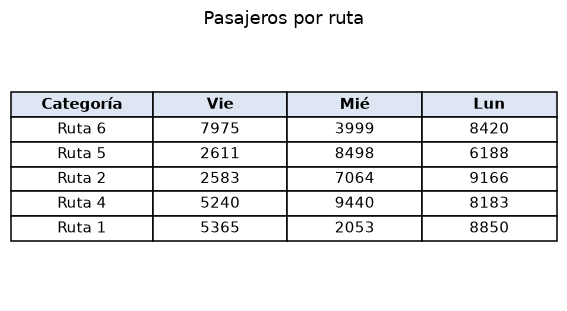 Pasajeros por ruta
Categoría Vie Mié Lun
Ruta 6 7975 3999 8420
Ruta 5 2611 8498 6188
Ruta 2 2583 7064 9166
Ruta 4 5240 9440 8183
Ruta 1 5365 2053 8850